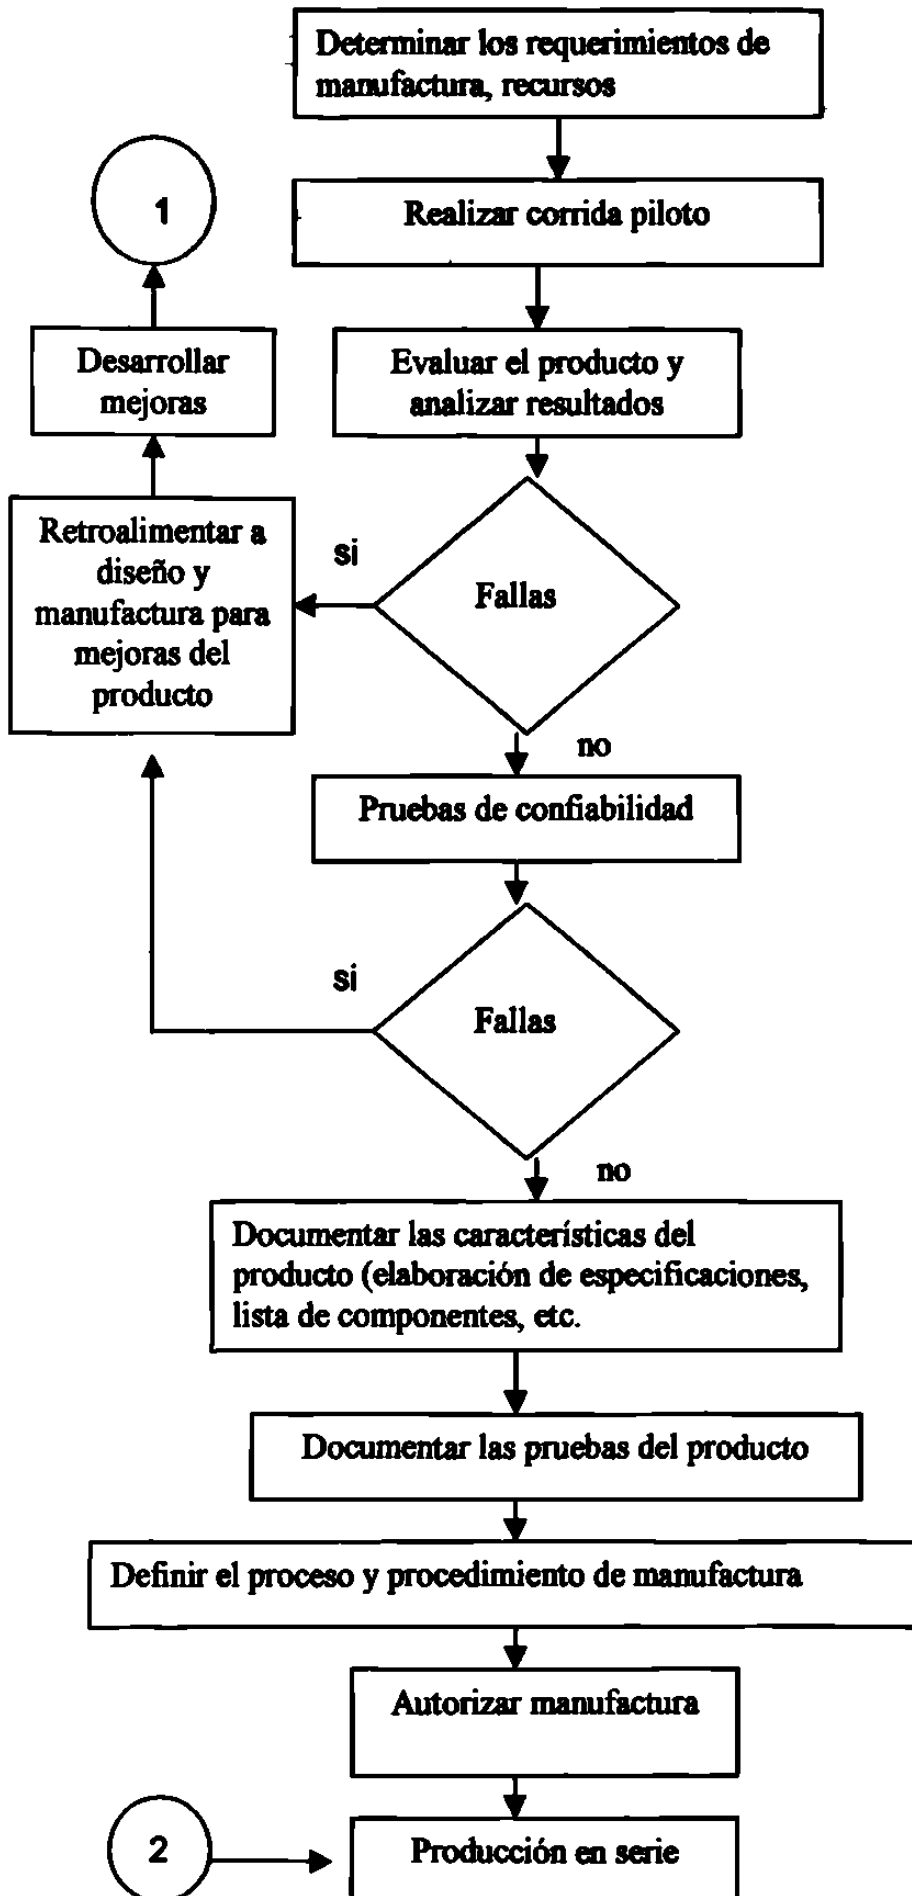 Determinar los requerimientos de
manufactura, recursos
1
Realizar corrida piloto
Desarrollar
mejoras
Evaluar el producto y
analizar resultados
Retroalimentar a
diseño y
manufactura para
mejoras del
producto
si
Fallas
no
Pruebas de confiabilidad
si
Fallas
no
Documentar las característícas del
producto (elaboración de especificaciones,
lista de componentes, etc.
Documentar las pruebas del producto
Definir el proceso y procedimiento de manufactura
Autorizar manufactura
2
Producción en serie